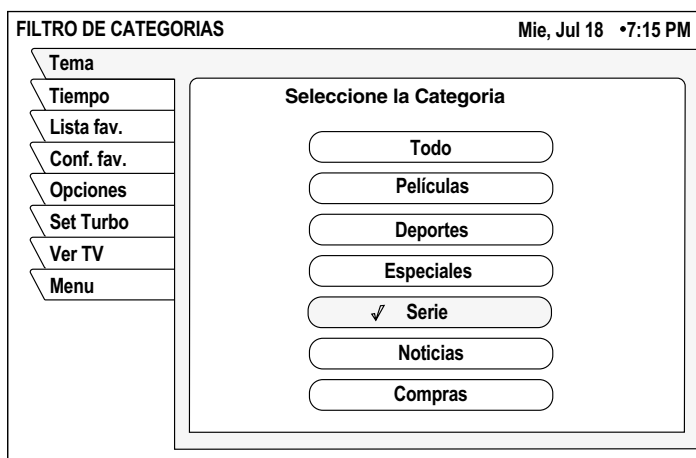 FILTRO DE CATEGORIAS Mie, Jul 18 •7:15 PM
Tema
Tiempo
Lista fav.
Conf. fav.
Opciones
Set Turbo
Ver TV
Menu
Seleccione la Categoria
Todo
Películas
Deportes
Especiales
√ Serie
Noticias
Compras